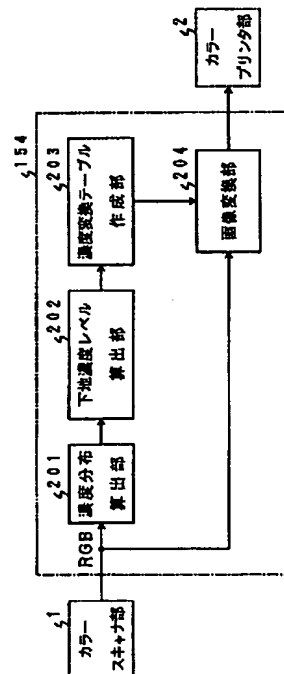 154
1
カラー
スキャナ部
RGB
201
濃度分布
算出部
202
下地濃度レベル
算出部
203
濃度変換テーブル
作成部
204
画像変換部
2
カラー
プリンタ部